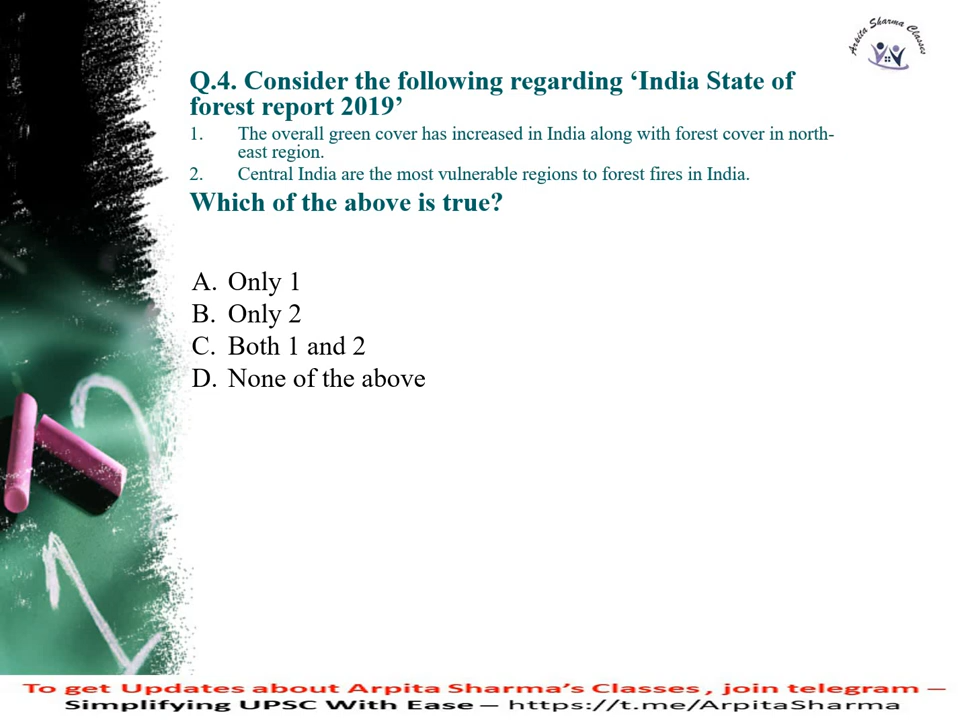 Arpita Sharma Classes
Q.4. Consider the following regarding ‘India State of
forest report 2019’
1. The overall green cover has increased in India along with forest cover in north-
east region.
2. Central India are the most vulnerable regions to forest fires in India.
Which of the above is true?
A. Only 1
B. Only 2
C. Both 1 and 2
D. None of the above
To get Updates about Arpita Sharma’s Classes , join telegram –
Simplifying UPSC With Ease – https://t.me/ArpitaSharma